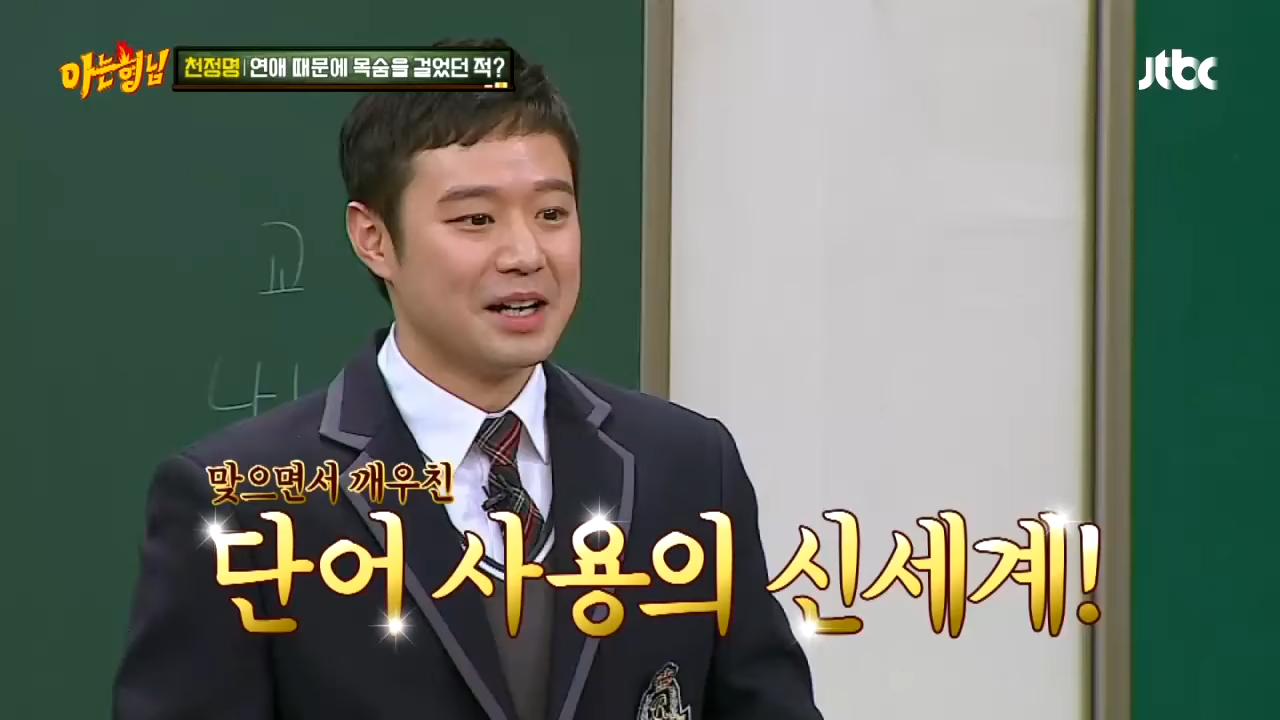 아는형님
천정명 | 연애 때문에 목숨을 걸었던 적?
jtbc
교
맞으면서 깨우친
단어 사용의 신세계!